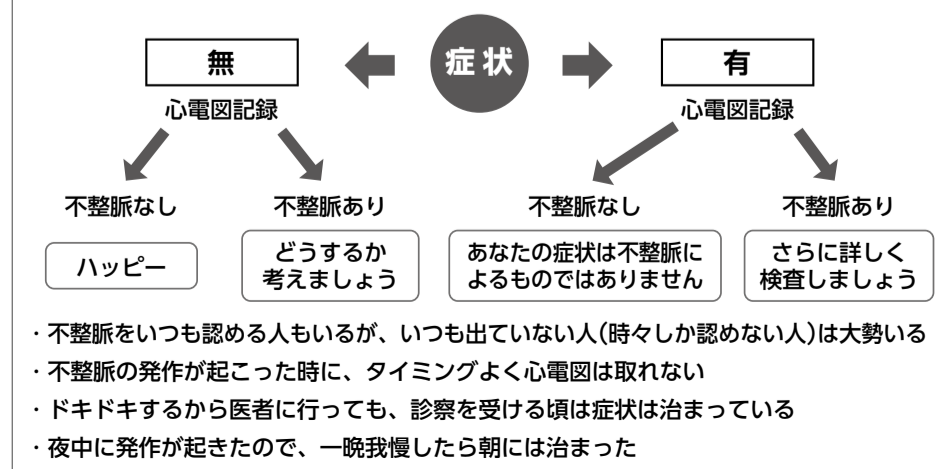 症状
無
有
心電図記録
心電図記録
不整脈なし
不整脈あり
不整脈なし
不整脈あり
ハッピー
どうするか
考えましょう
あなたの症状は不整脈に
よるものではありません
さらに詳しく
検査しましょう
・不整脈をいつも認める人もいるが、いつも出ていない人(時々しか認めない人)は大勢いる
・不整脈の発作が起こった時に、タイミングよく心電図は取れない
・ドキドキするから医者に行っても、診察を受ける頃は症状は治まっている
・夜中に発作が起きたので、一晩我慢したら朝には治まった